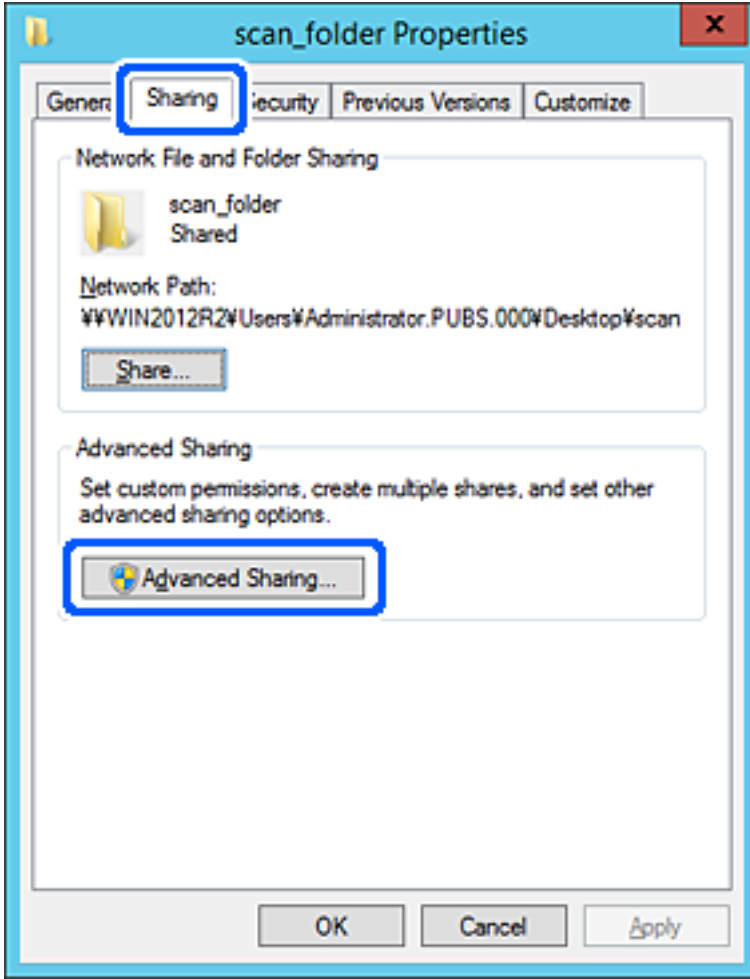 scan_folder Properties
x
Genera Sharing ecurity Previous Versions Customize
Network File and Folder Sharing
scan_folder
Shared
Network Path:
¥¥WIN2012R2¥Users¥Administrator.PUBS.000¥Desktop¥scan
Share...
Advanced Sharing
Set custom permissions, create multiple shares, and set other
advanced sharing options.
Advanced Sharing...
OK Cancel Apply